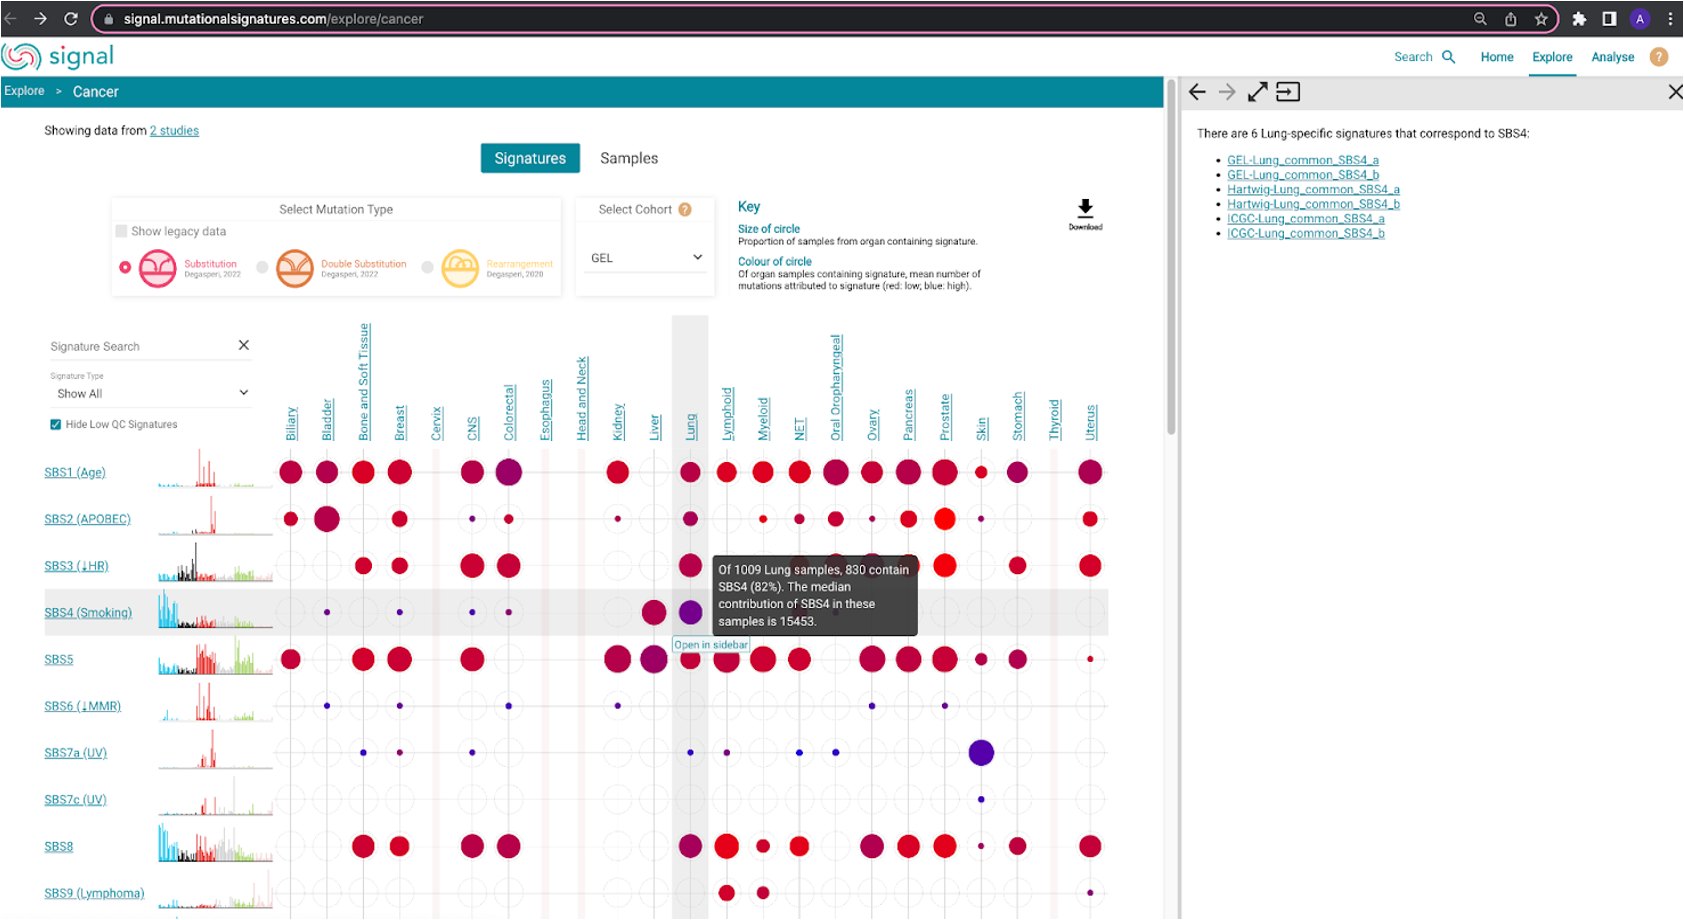 signal.mutationalsignatures.com/explore/cancer
A
signal
Search
Home
Explore
Analyse
?
Explore > Cancer
Showing data from 2 studies
Signatures
Samples
Select Mutation Type
Show legacy data
Substitution
Degasperi, 2022
Double Substitution
Degasperi, 2022
Rearrangement
Degasperi, 2020
Select Cohort ?
GEL
Key
Size of circle
Proportion of samples from organ containing signature.
Colour of circle
Of organ samples containing signature, mean number of
mutations attributed to signature (red: low; blue: high).
Download
Signature Search
Signature Type
Show All
Hide Low QC Signatures
Biliary
Bladder
Bone and Soft Tissue
Breast
Cervix
CNS
Colorectal
Esophagus
Head and Neck
Kidney
Liver
Lung
Lymphoid
Myeloid
NET
Oral Oropharyngeal
Ovary
Pancreas
Prostate
Skin
Stomach
Thyroid
Uterus
SBS1 (Age)
SBS2 (APOBEC)
SBS3 (↓HR)
SBS4 (Smoking)
SBS5
SBS6 (↓MMR)
SBS7a (UV)
SBS7c (UV)
SBS8
SBS9 (Lymphoma)
Of 1009 Lung samples, 830 contain
SBS4 (82%). The median
contribution of SBS4 in these
samples is 15453.
Open in sidebar
There are 6 Lung-specific signatures that correspond to SBS4:
• GEL-Lung_common_SBS4_a
• GEL-Lung_common_SBS4_b
• Hartwig-Lung_common_SBS4_a
• Hartwig-Lung_common_SBS4_b
• ICGC-Lung_common_SBS4_a
• ICGC-Lung_common_SBS4_b